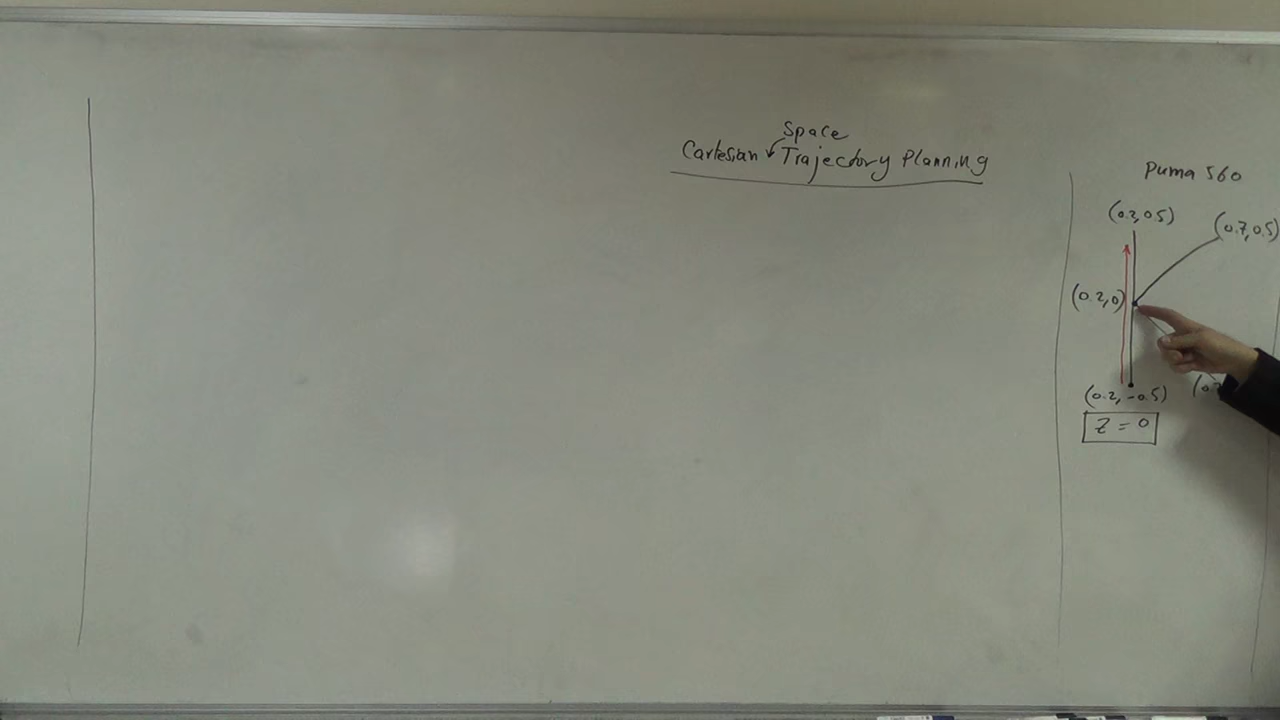 Space
Cartesian Trajectory Planning
Puma 560
(0.2,0.5)
(0.7,0.5)
(0.2,0)
(0.2,-0.5)
Z = 0